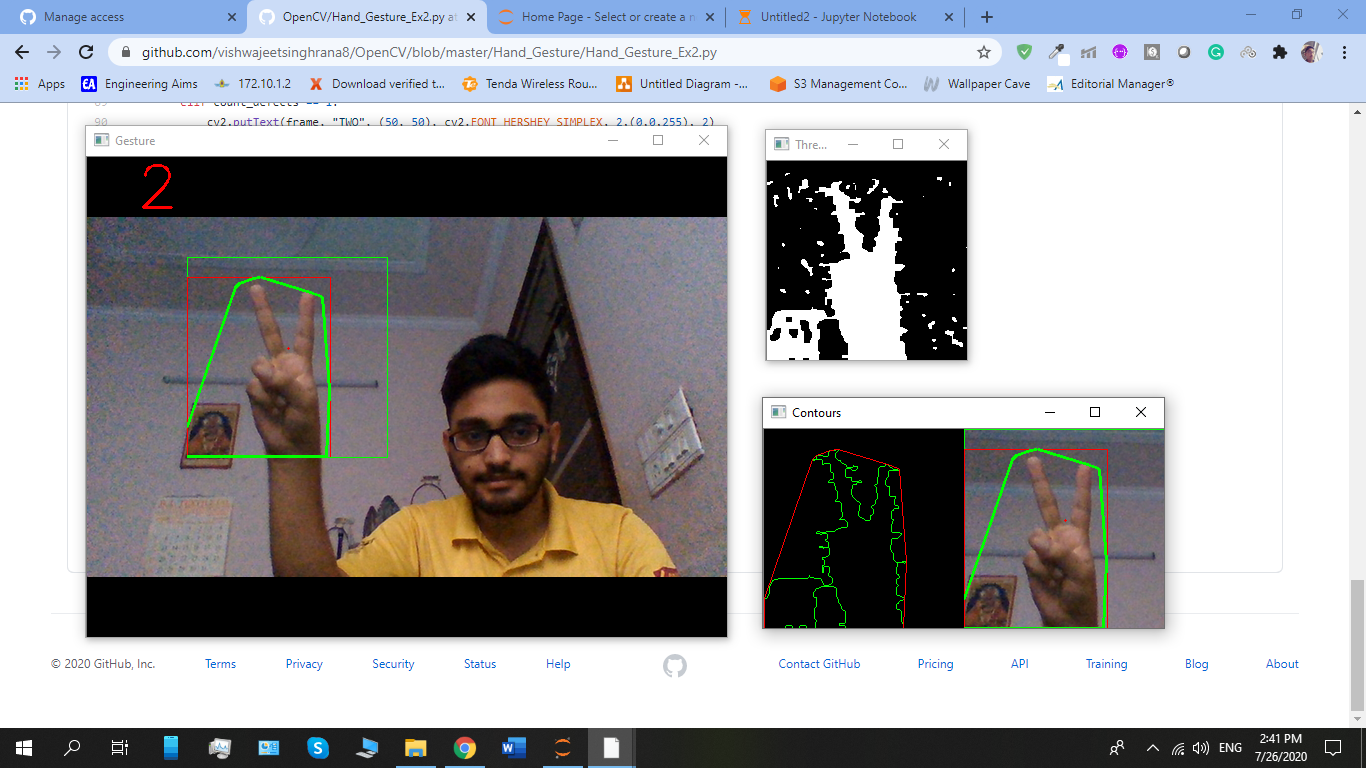 Manage access
OpenCV/Hand_Gesture_Ex2.py at
Home Page - Select or create a n
Untitled2 - Jupyter Notebook
github.com/vishwajeetsinghrana8/OpenCV/blob/master/Hand_Gesture/Hand_Gesture_Ex2.py
Apps
Engineering Aims
172.10.1.2
Download verified t...
Tenda Wireless Rou...
Untitled Diagram -...
S3 Management Co...
Wallpaper Cave
Editorial Manager®
89 elif count_defects == 1:
90 cv2.putText(frame, "TWO", (50, 50), cv2.FONT_HERSHEY_SIMPLEX, 2,(0,0,255), 2)
Gesture
2
Thre...
Contours
© 2020 GitHub, Inc.
Terms
Privacy
Security
Status
Help
Contact GitHub
Pricing
API
Training
Blog
About
ENG
2:41 PM
7/26/2020